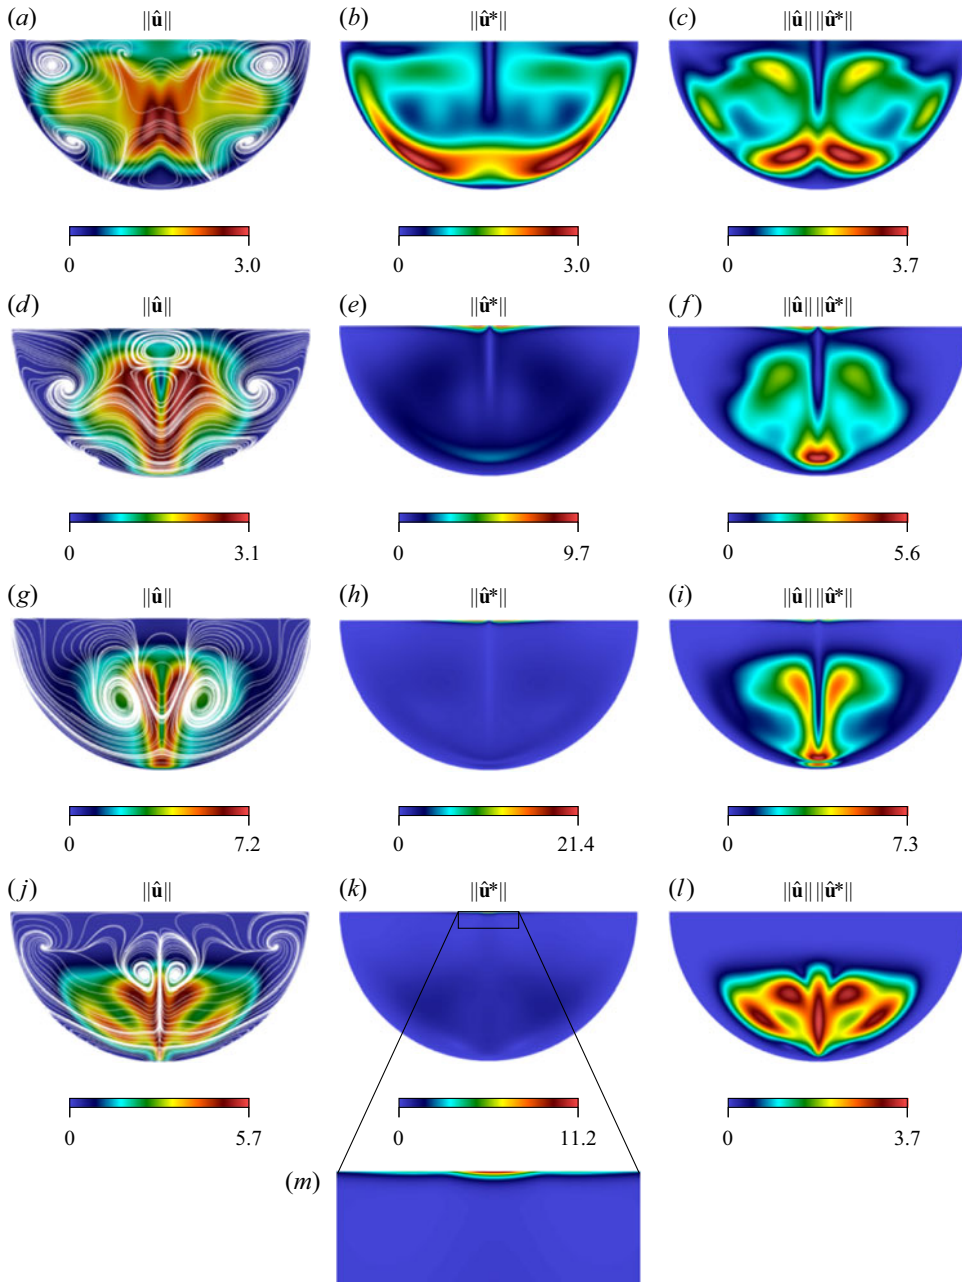 (a) ||û|| (b) ||û*|| (c) ||û|| ||û*||
0 3.0 0 3.0 0 3.7
(d) ||û|| (e) ||û*|| (f) ||û|| ||û*||
0 3.1 0 9.7 0 5.6
(g) ||û|| (h) ||û*|| (i) ||û|| ||û*||
0 7.2 0 21.4 0 7.3
(j) ||û|| (k) ||û*|| (l) ||û|| ||û*||
0 5.7 0 11.2 0 3.7
(m)